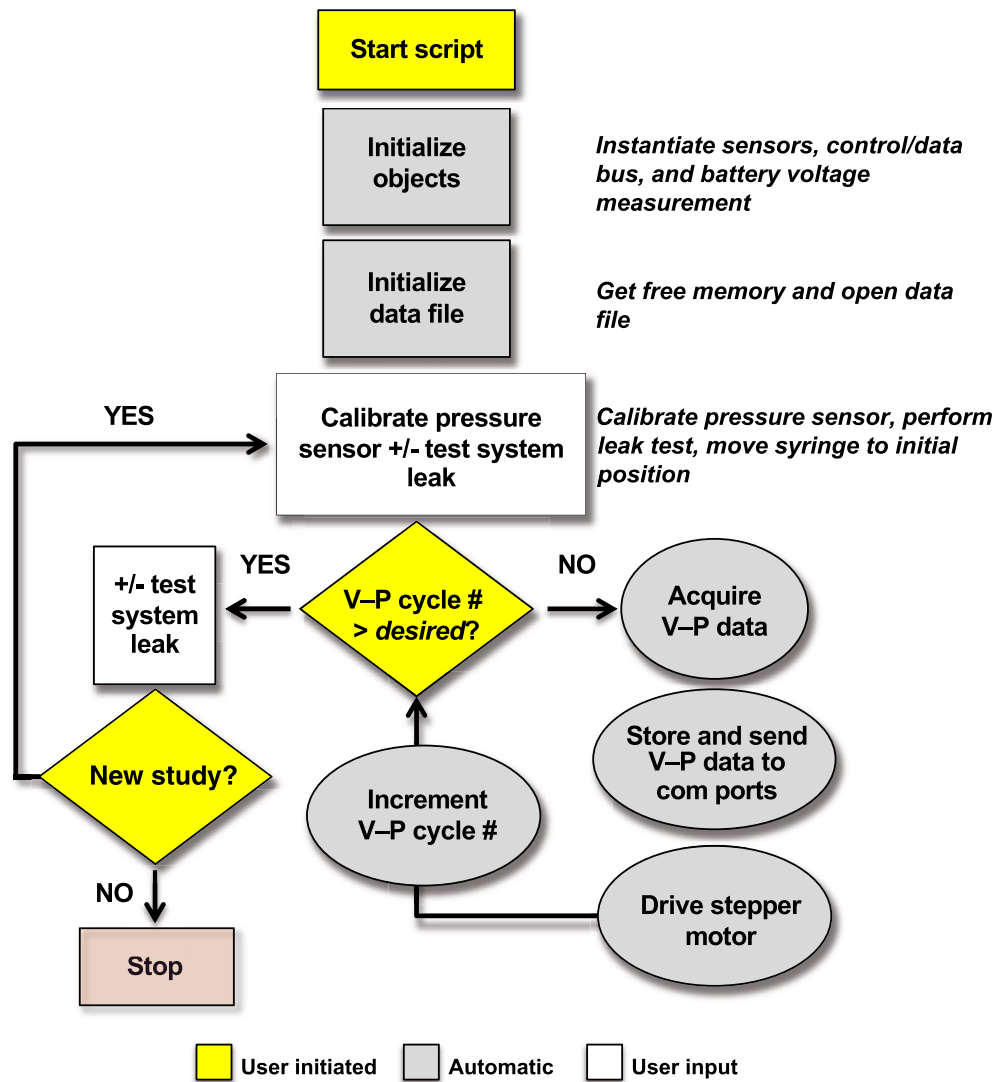 Start script
Initialize
objects
Instantiate sensors, control/data
bus, and battery voltage
measurement
Initialize
data file
Get free memory and open data
file
YES
Calibrate pressure
sensor +/- test system
leak
Calibrate pressure sensor, perform
leak test, move syringe to initial
position
YES
NO
+/- test
system
leak
V–P cycle #
> desired?
Acquire
V–P data
New study?
Increment
V–P cycle #
Store and send
V–P data to
com ports
NO
Drive stepper
motor
Stop
User initiated
Automatic
User input